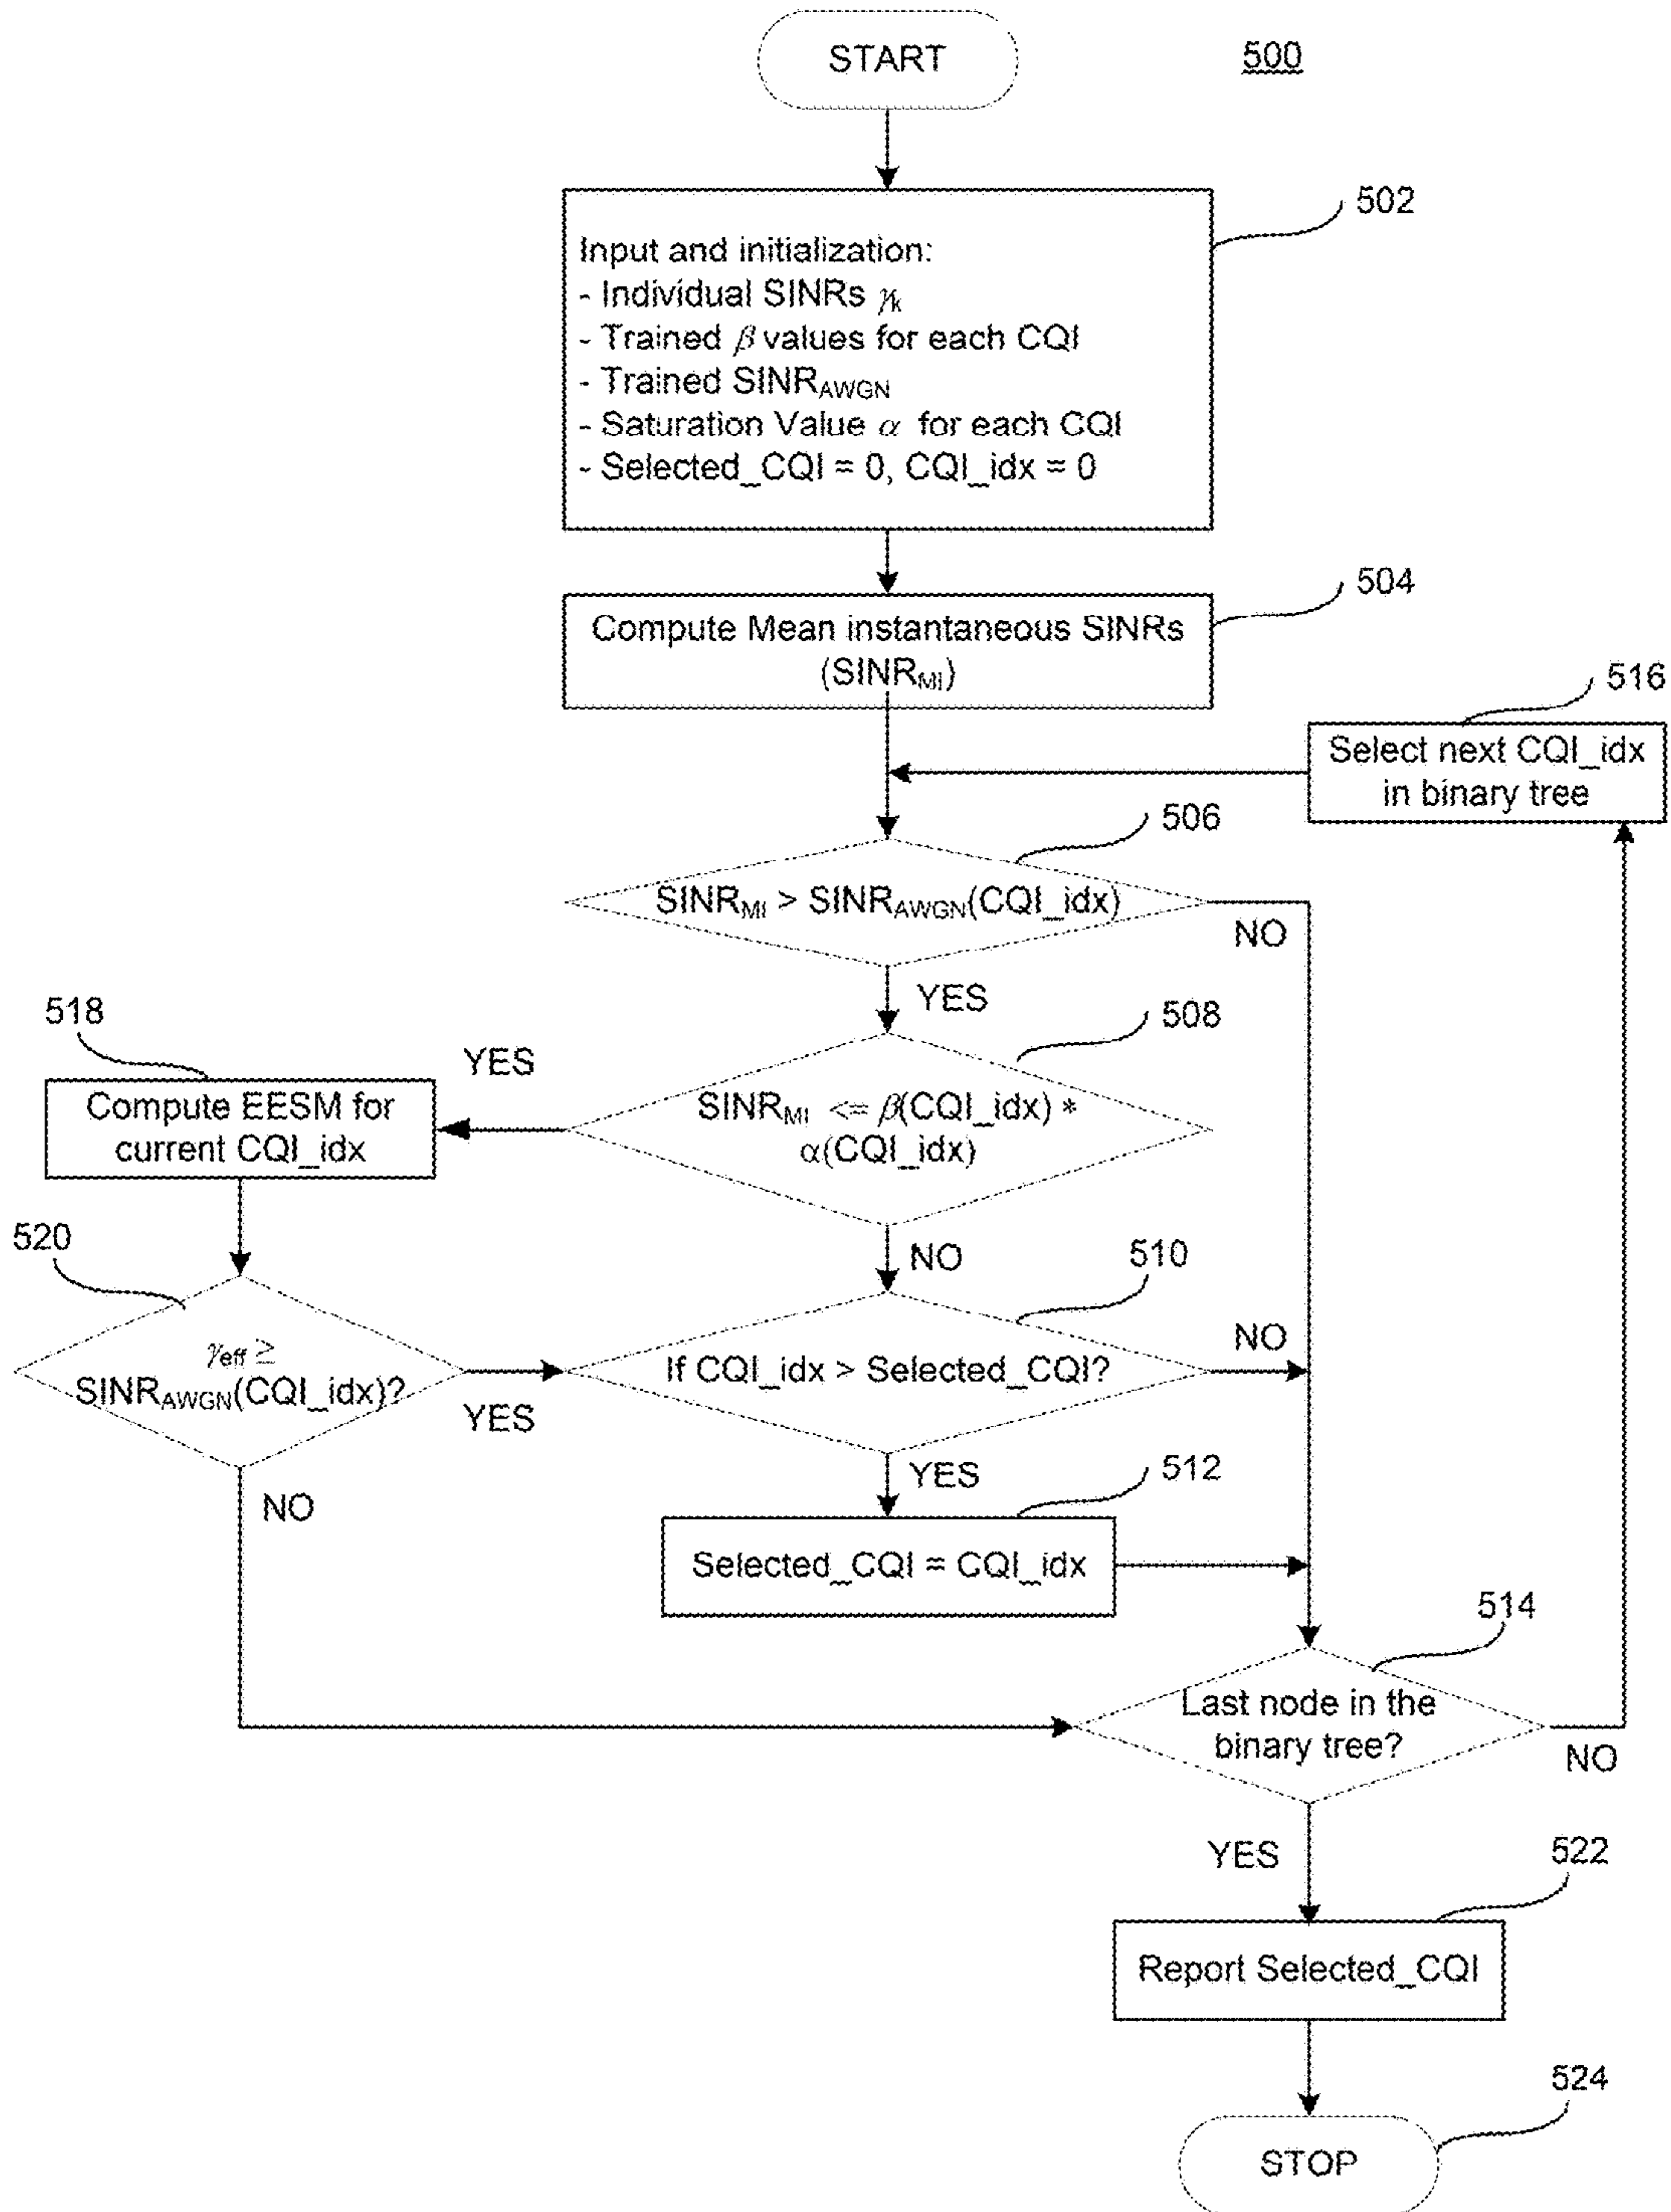 START
500
502
Input and initialization:
- Individual SINRs γk
- Trained β values for each CQI
- Trained SINRAWGN
- Saturation Value α for each CQI
- Selected_CQI = 0, CQI_idx = 0
504
Compute Mean instantaneous SINRs
(SINRMI)
516
Select next CQI_idx
in binary tree
506
SINRMI > SINRAWGN(CQI_idx)
NO
YES
518
508
YES
Compute EESM for
current CQI_idx
SINRMI <= β(CQI_idx) *
α(CQI_idx)
520
NO
510
γeff ≥
SINRAWGN(CQI_idx)?
YES
If CQI_idx > Selected_CQI?
NO
NO
YES
512
Selected_CQI = CQI_idx
514
Last node in the
binary tree?
NO
YES
522
Report Selected_CQI
524
STOP